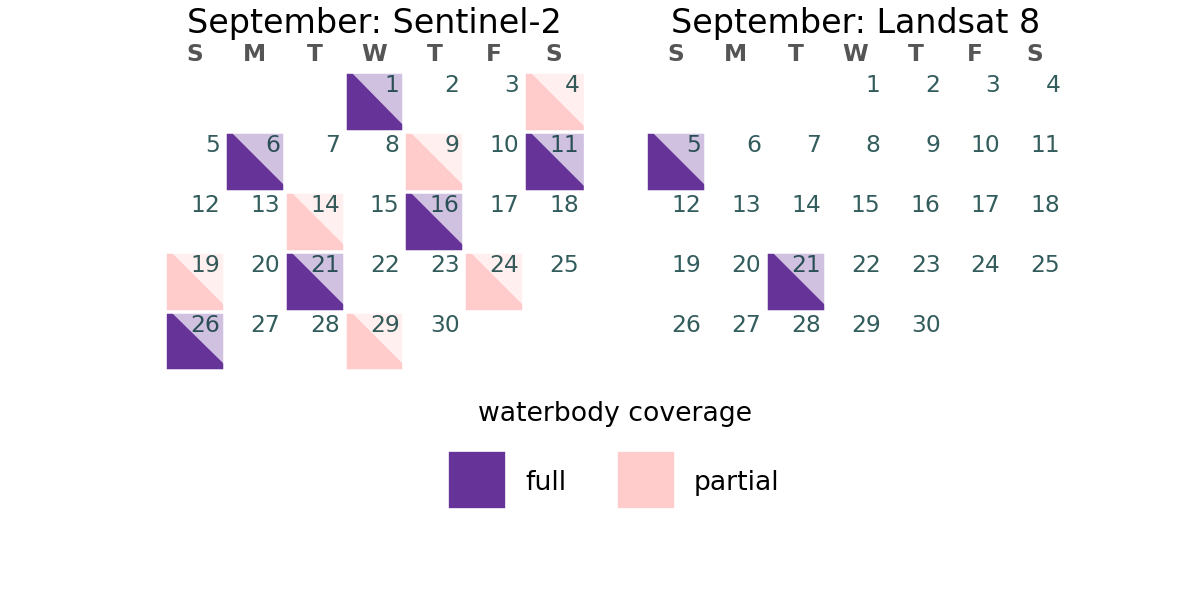 September: Sentinel-2
S M T W T F S
1 2 3 4
5 6 7 8 9 10 11
12 13 14 15 16 17 18
19 20 21 22 23 24 25
26 27 28 29 30
September: Landsat 8
S M T W T F S
1 2 3 4
5 6 7 8 9 10 11
12 13 14 15 16 17 18
19 20 21 22 23 24 25
26 27 28 29 30
waterbody coverage
full partial